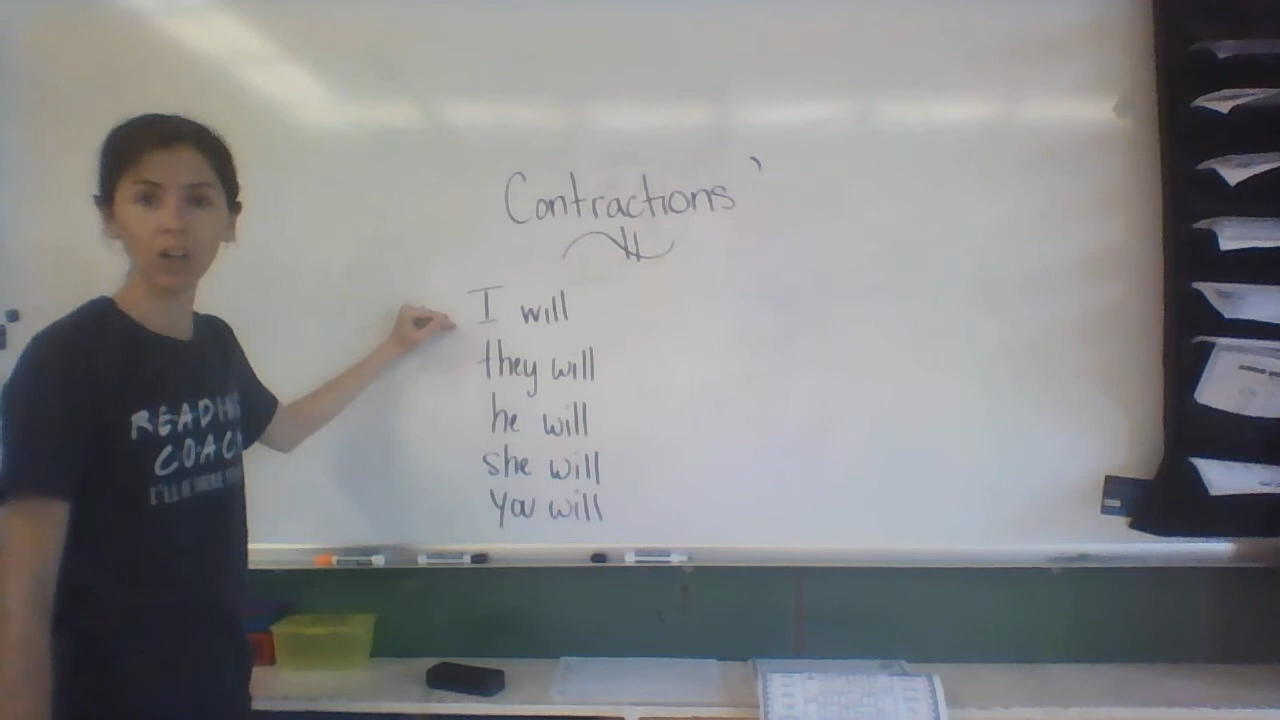 Contractions '
I will
they will
he will
she will
you will
READING
COACH
I'LL